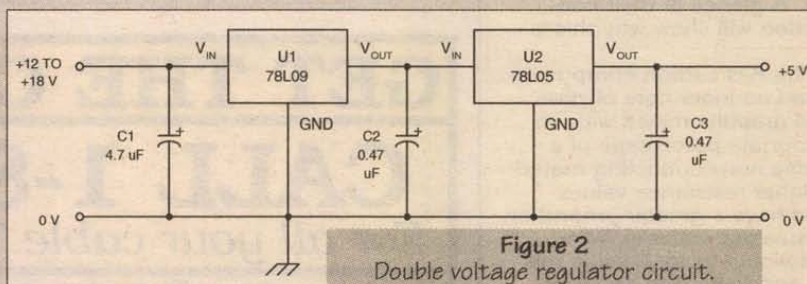 +12 TO
+18 V
V_IN
U1
78L09
V_OUT
V_IN
U2
78L05
V_OUT
+5 V
C1
4.7 uF
GND
C2
0.47
uF
GND
C3
0.47
uF
0 V
0 V
Figure 2
Double voltage regulator circuit.